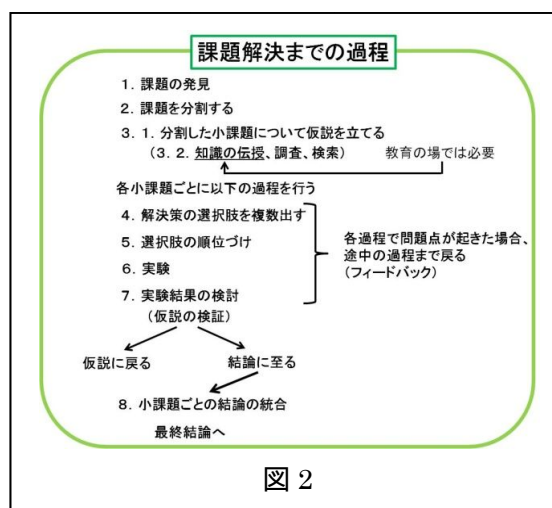 課題解決までの過程
1. 課題の発見
2. 課題を分割する
3. 1. 分割した小課題について仮説を立てる
(3. 2. 知識の伝授、調査、検索) 教育の場では必要
各小課題ごとに以下の過程を行う
4. 解決策の選択肢を複数出す
5. 選択肢の順位づけ
6. 実験
7. 実験結果の検討
(仮説の検証)
各過程で問題点が起きた場合、
途中の過程まで戻る
(フィードバック)
仮説に戻る 結論に至る
8. 小課題ごとの結論の統合
最終結論へ
図 2